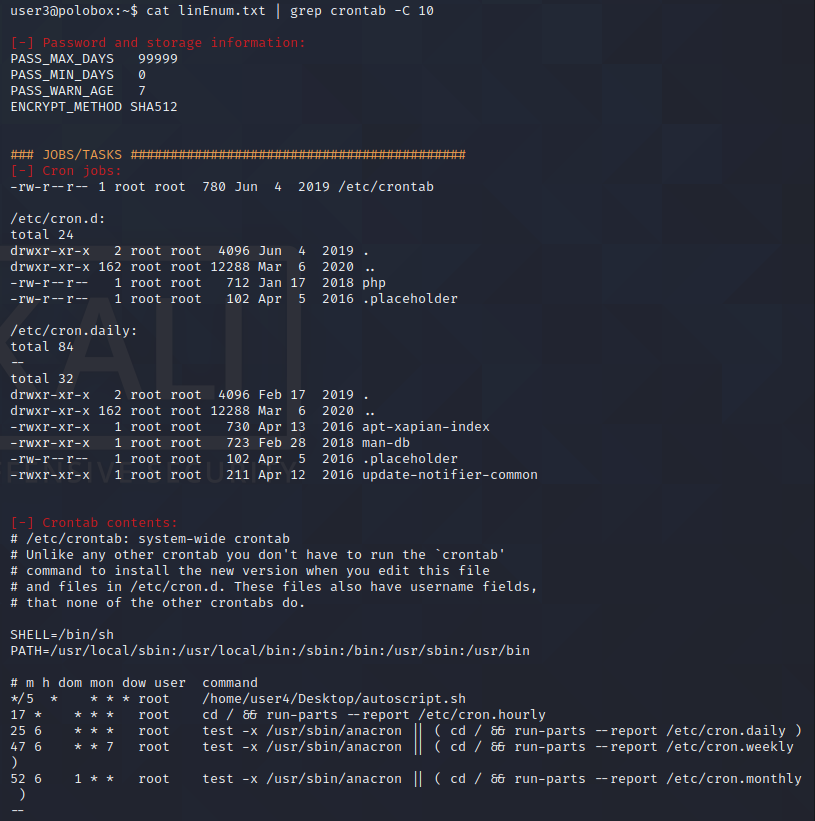 user3@polobox:~$ cat linEnum.txt | grep crontab -C 10

[-] Password and storage information:
PASS_MAX_DAYS   99999
PASS_MIN_DAYS   0
PASS_WARN_AGE   7
ENCRYPT_METHOD SHA512


### JOBS/TASKS ##########################################
[-] Cron jobs:
-rw-r--r-- 1 root root  780 Jun  4  2019 /etc/crontab

/etc/cron.d:
total 24
drwxr-xr-x   2 root root  4096 Jun  4  2019 .
drwxr-xr-x 162 root root 12288 Mar  6  2020 ..
-rw-r--r--   1 root root   712 Jan 17  2018 php
-rw-r--r--   1 root root   102 Apr  5  2016 .placeholder

/etc/cron.daily:
total 84
--
total 32
drwxr-xr-x   2 root root  4096 Feb 17  2019 .
drwxr-xr-x 162 root root 12288 Mar  6  2020 ..
-rwxr-xr-x   1 root root   730 Apr 13  2016 apt-xapian-index
-rwxr-xr-x   1 root root   723 Feb 28  2018 man-db
-rw-r--r--   1 root root   102 Apr  5  2016 .placeholder
-rwxr-xr-x   1 root root   211 Apr 12  2016 update-notifier-common


[-] Crontab contents:
# /etc/crontab: system-wide crontab
# Unlike any other crontab you don't have to run the `crontab'
# command to install the new version when you edit this file
# and files in /etc/cron.d. These files also have username fields,
# that none of the other crontabs do.

SHELL=/bin/sh
PATH=/usr/local/sbin:/usr/local/bin:/sbin:/bin:/usr/sbin:/usr/bin

# m h dom mon dow user  command
*/5  *    * * * root    /home/user4/Desktop/autoscript.sh
17 *    * * *   root    cd / && run-parts --report /etc/cron.hourly
25 6    * * *   root    test -x /usr/sbin/anacron || ( cd / && run-parts --report /etc/cron.daily )
47 6    * * 7   root    test -x /usr/sbin/anacron || ( cd / && run-parts --report /etc/cron.weekly
)
52 6    1 * *   root    test -x /usr/sbin/anacron || ( cd / && run-parts --report /etc/cron.monthly
 )
--
KALI